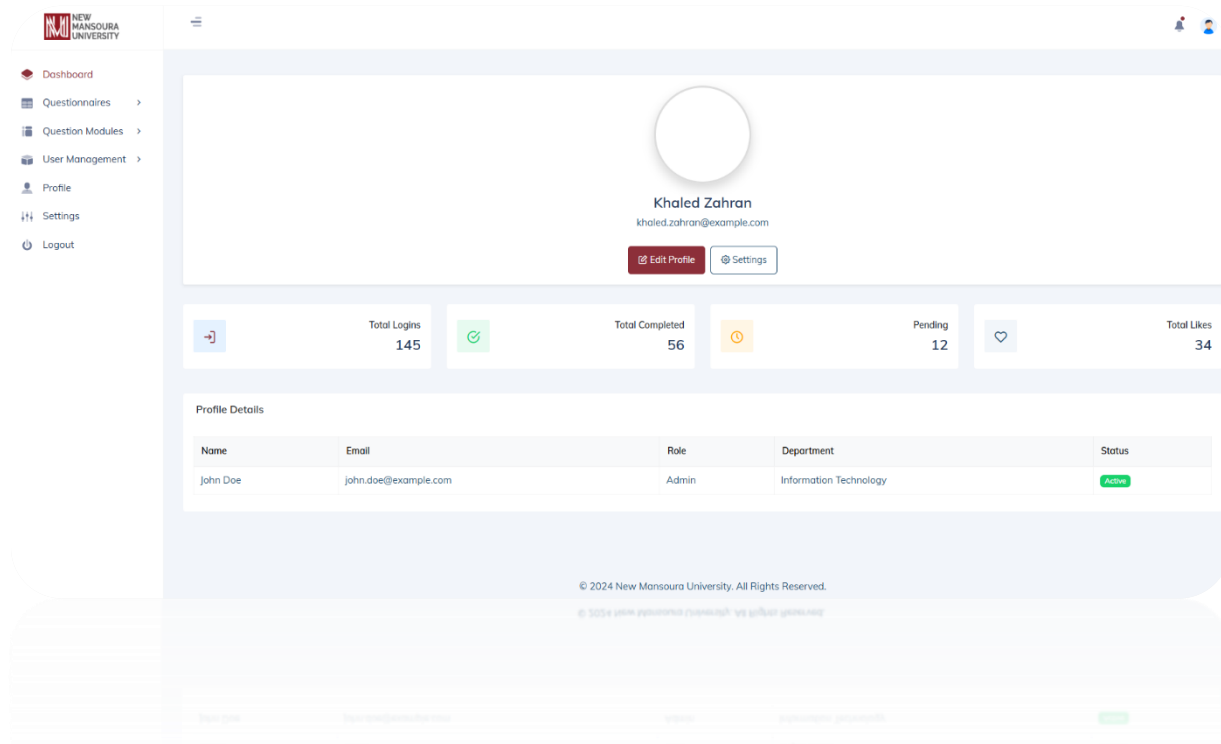 NEW
MANSOURA
UNIVERSITY
Dashboard
Questionnaires
Question Modules
User Management
Profile
Settings
Logout
Khaled Zahran
khaled.zahran@example.com
Edit Profile Settings
Total Logins
145
Total Completed
56
Pending
12
Total Likes
34
Profile Details
Name Email Role Department Status
John Doe john.doe@example.com Admin Information Technology Active
© 2024 New Mansoura University. All Rights Reserved.